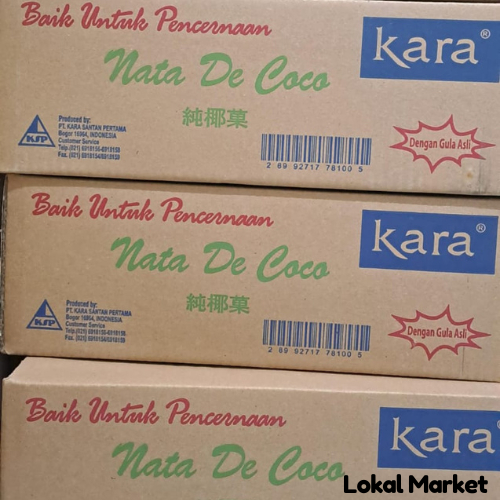 Baik Untuk Pencernaan
kara®
Nata De Coco
純椰菓
KSP
Produced by:
PT. KARA SANTAN PERTAMA
Bogor 16964, INDONESIA
Customer Service
Dengan Gula Asli
2 89 92717 78100 5
Baik Untuk Pencernaan
kara®
Nata De Coco
純椰菓
KSP
Produced by:
PT. KARA SANTAN PERTAMA
Bogor 16964, INDONESIA
Customer Service
Dengan Gula Asli
2 89 92717 78100 5
Baik Untuk Pencernaan
kara®
Nata De Coco
Lokal Market